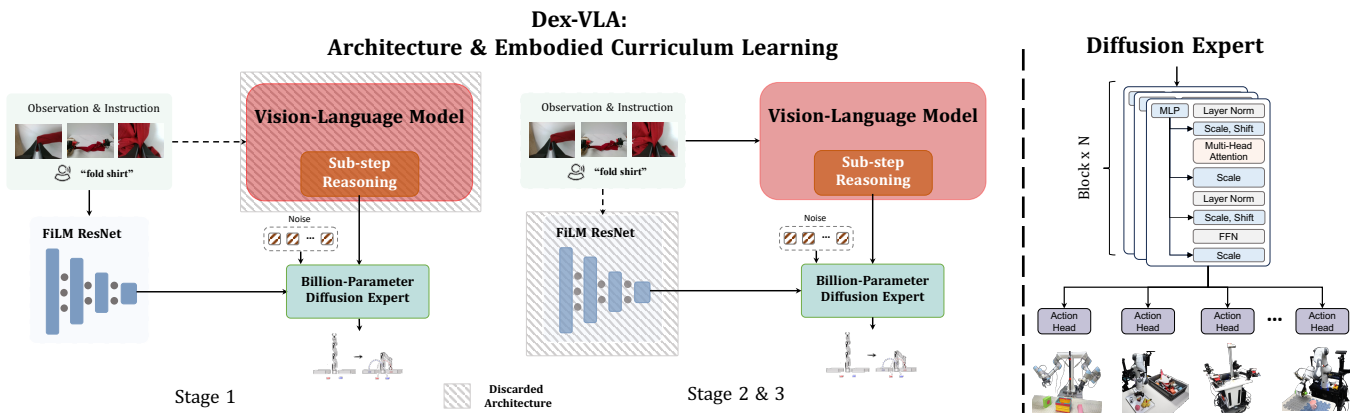 Dex-VLA:
Architecture & Embodied Curriculum Learning
Observation & Instruction
“fold shirt”
Vision-Language Model
Sub-step
Reasoning
FiLM ResNet
Noise
...
Billion-Parameter
Diffusion Expert
Stage 1
Discarded
Architecture
Observation & Instruction
“fold shirt”
Vision-Language Model
Sub-step
Reasoning
FiLM ResNet
Noise
...
Billion-Parameter
Diffusion Expert
Stage 2 & 3
Diffusion Expert
Block x N
MLP
Layer Norm
Scale, Shift
Multi-Head
Attention
Scale
Layer Norm
Scale, Shift
FFN
Scale
Action
Head
Action
Head
Action
Head
...
Action
Head